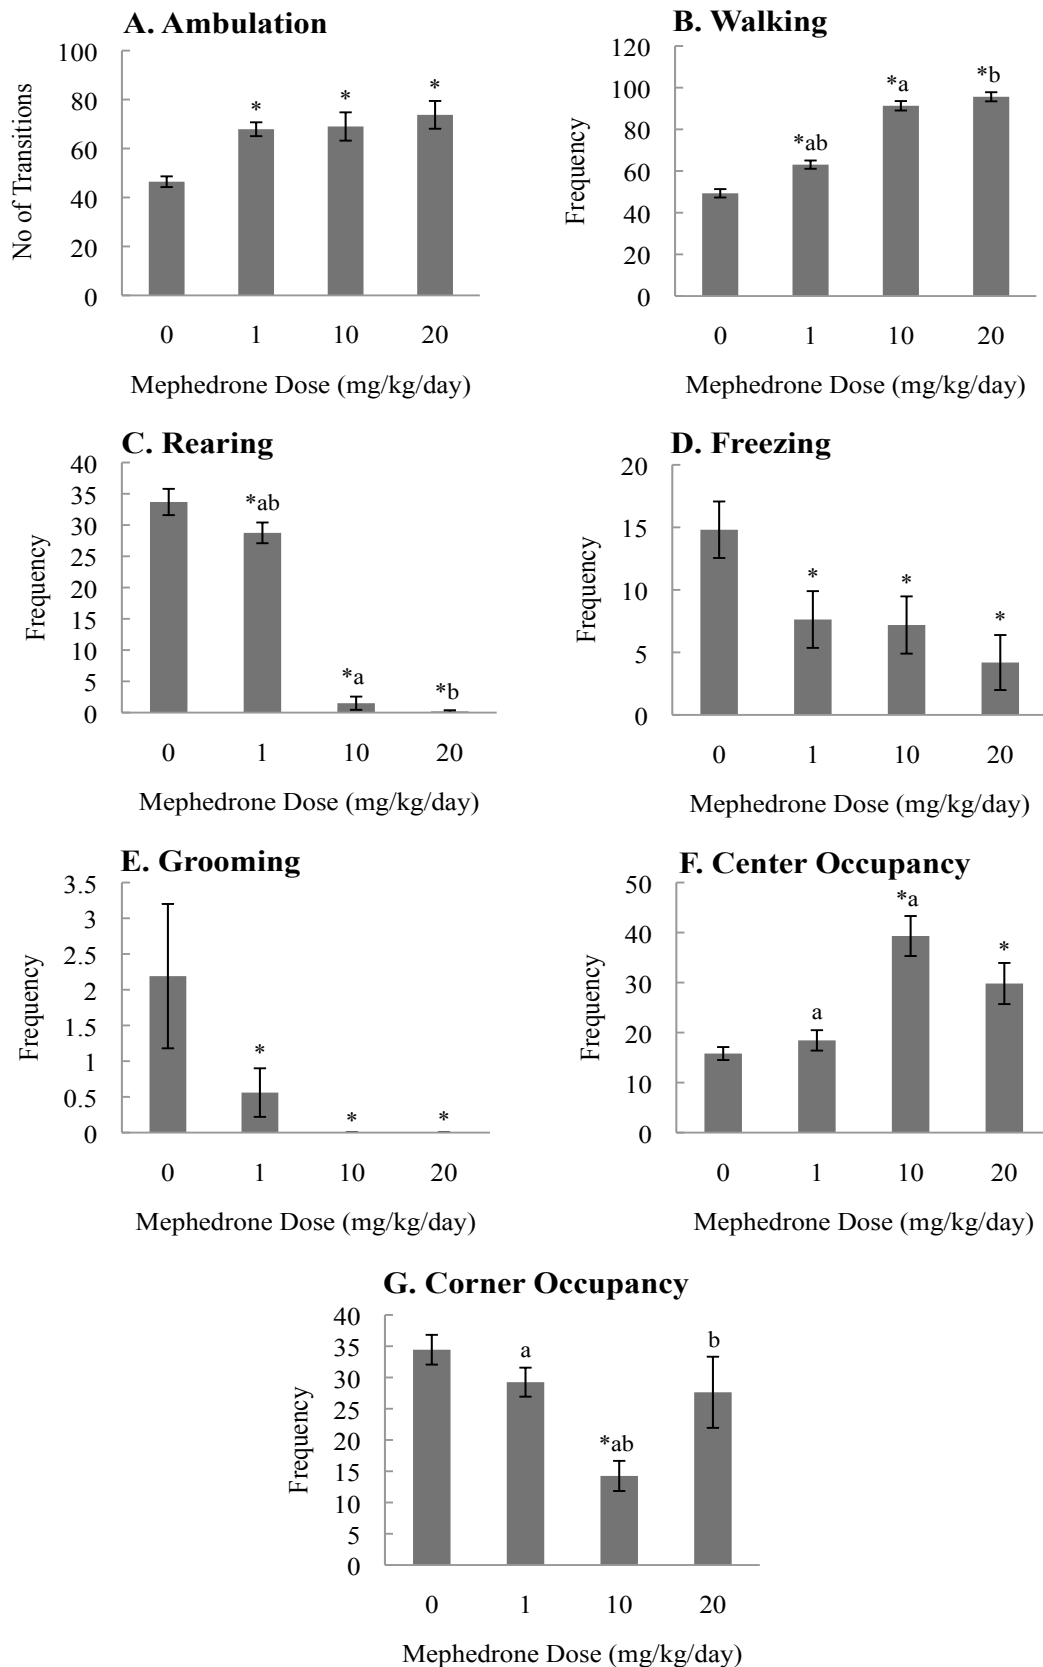 A. Ambulation
No of Transitions
100
80
60
40
20
0
*
*
*
0 1 10 20
Mephedrone Dose (mg/kg/day)
B. Walking
Frequency
120
100
80
60
40
20
0
*ab
*a
*b
0 1 10 20
Mephedrone Dose (mg/kg/day)
C. Rearing
Frequency
40
35
30
25
20
15
10
5
0
*ab
*a
*b
0 1 10 20
Mephedrone Dose (mg/kg/day)
D. Freezing
Frequency
20
15
10
5
0
*
*
*
0 1 10 20
Mephedrone Dose (mg/kg/day)
E. Grooming
Frequency
3.5
3
2.5
2
1.5
1
0.5
0
*
*
*
0 1 10 20
Mephedrone Dose (mg/kg/day)
F. Center Occupancy
Frequency
50
40
30
20
10
0
a
*a
*
0 1 10 20
Mephedrone Dose (mg/kg/day)
G. Corner Occupancy
Frequency
40
35
30
25
20
15
10
5
0
a
*ab
b
0 1 10 20
Mephedrone Dose (mg/kg/day)